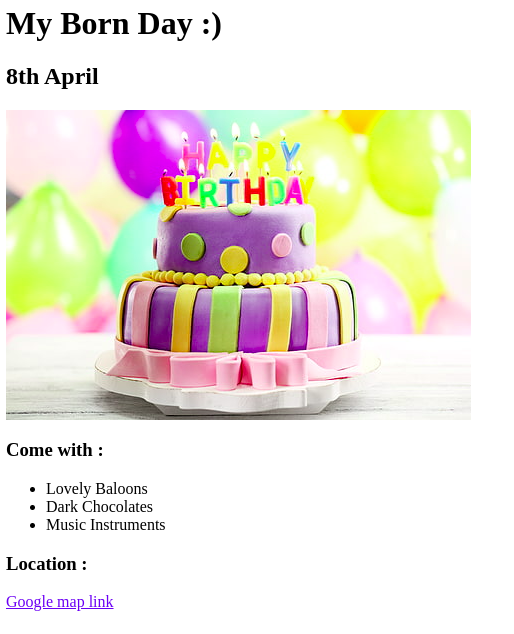 My Born Day :)
8th April
HAPPY
BIRTHDAY
Come with :
Lovely Baloons
Dark Chocolates
Music Instruments
Location :
Google map link